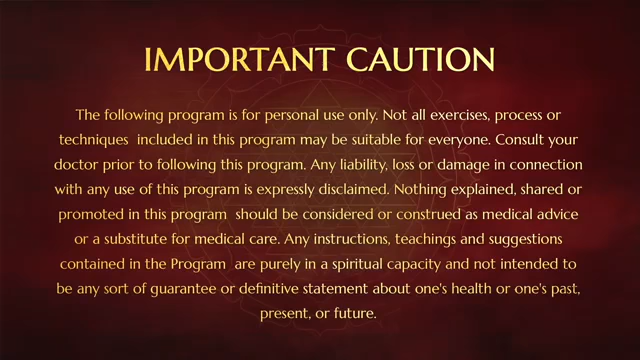 IMPORTANT CAUTION
The following program is for personal use only. Not all exercises, process or
techniques  included in this program may be suitable for everyone. Consult your
doctor prior to following this program. Any liability, loss or damage in connection
with any use of this program is expressly disclaimed. Nothing explained, shared or
promoted in this program  should be considered or construed as medical advice
or a substitute for medical care. Any instructions, teachings and suggestions
contained in the Program  are purely in a spiritual capacity and not intended to
be any sort of guarantee or definitive statement about one's health or one's past,
present, or future.